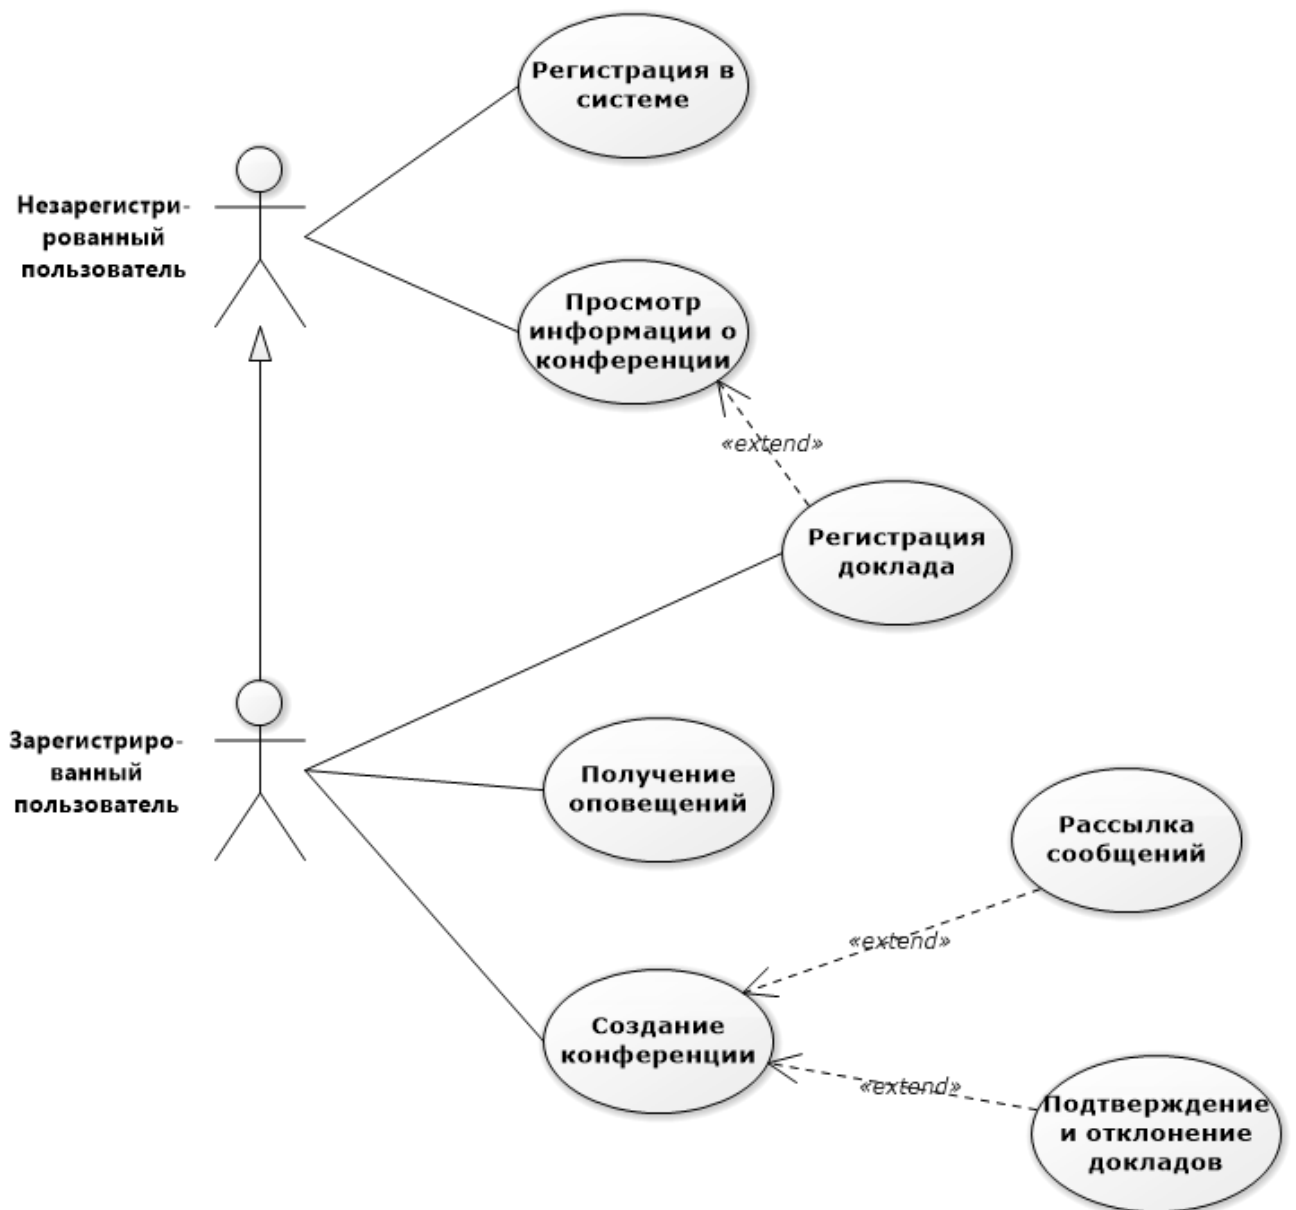 Регистрация в
системе
Незарегистри-
рованный
пользователь
Просмотр
информации о
конференции
«extend»
Регистрация
доклада
Зарегистриро-
ванный
пользователь
Получение
оповещений
Рассылка
сообщений
«extend»
Создание
конференции
«extend»
Подтверждение
и отклонение
докладов